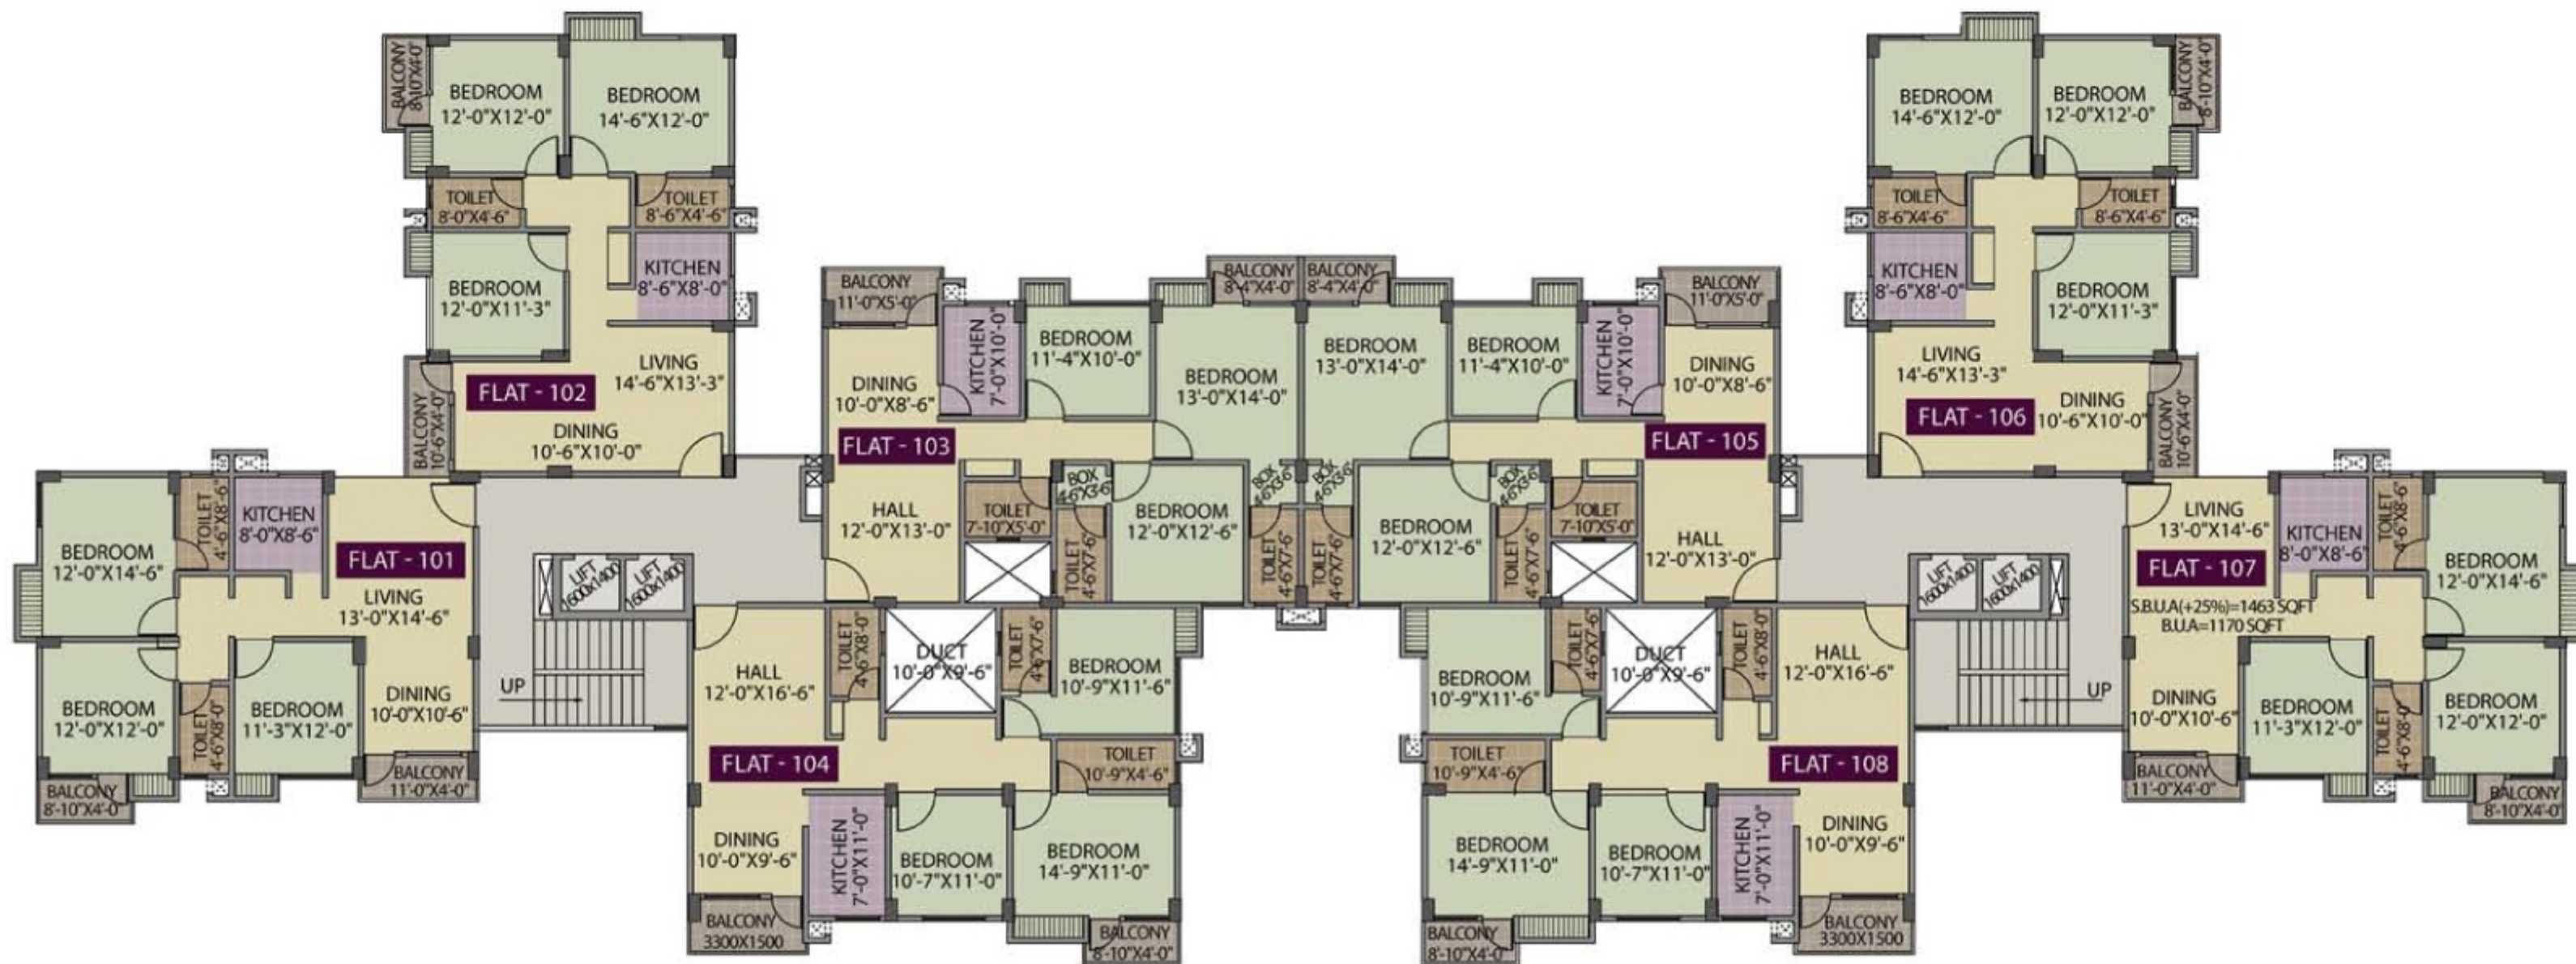 BALCONY
8-10"X4'-0"
BEDROOM
12'-0"X12'-0"
BEDROOM
14'-6"X12'-0"
TOILET
8'-0"X4'-6"
TOILET
8'-6"X4'-6"
BEDROOM
12'-0"X11'-3"
KITCHEN
8'-6"X8'-0"
LIVING
14'-6"X13'-3"
FLAT - 102
DINING
10'-6"X10'-0"
BALCONY
10'-6"X4'-0"
BEDROOM
12'-0"X14'-6"
TOILET
4'-6"X8'-6"
KITCHEN
8'-0"X8'-6"
FLAT - 101
LIVING
13'-0"X14'-6"
BEDROOM
12'-0"X12'-0"
TOILET
4'-6"X8'-0"
BEDROOM
11'-3"X12'-0"
DINING
10'-0"X10'-6"
BALCONY
8'-10"X4'-0"
BALCONY
11'-0"X4'-0"
LIFT
1600x1400
LIFT
1600x1400
UP
BALCONY
11'-0"X5'-0"
KITCHEN
7'-0"X10'-0"
BEDROOM
11'-4"X10'-0"
BALCONY
8'-4"X4'-0"
BEDROOM
13'-0"X14'-0"
DINING
10'-0"X8'-6"
FLAT - 103
HALL
12'-0"X13'-0"
TOILET
7'-10"X5'-0"
BOX
4'-6"X3'-6"
TOILET
4'-6"X7'-6"
BEDROOM
12'-0"X12'-6"
BOX
4'-6"X3'-6"
TOILET
4'-6"X7'-6"
HALL
12'-0"X16'-6"
TOILET
4'-6"X8'-0"
DUCT
10'-0"X9'-6"
TOILET
4'-6"X7'-6"
BEDROOM
10'-9"X11'-6"
FLAT - 104
TOILET
10'-9"X4'-6"
DINING
10'-0"X9'-6"
KITCHEN
7'-0"X11'-0"
BEDROOM
10'-7"X11'-0"
BEDROOM
14'-9"X11'-0"
BALCONY
3300X1500
BALCONY
8-10"X4'-0"
BALCONY
8'-4"X4'-0"
BEDROOM
13'-0"X14'-0"
BEDROOM
11'-4"X10'-0"
KITCHEN
7'-0"X10'-0"
BALCONY
11'-0"X5'-0"
DINING
10'-0"X8'-6"
FLAT - 105
BOX
4'-6"X3'-6"
TOILET
4'-6"X7'-6"
BEDROOM
12'-0"X12'-6"
BOX
4'-6"X3'-6"
TOILET
4'-6"X7'-6"
TOILET
7'-10"X5'-0"
HALL
12'-0"X13'-0"
BEDROOM
10'-9"X11'-6"
TOILET
4'-6"X7'-6"
DUCT
10'-0"X9'-6"
TOILET
4'-6"X8'-0"
HALL
12'-0"X16'-6"
TOILET
10'-9"X4'-6"
FLAT - 108
BEDROOM
14'-9"X11'-0"
BEDROOM
10'-7"X11'-0"
KITCHEN
7'-0"X11'-0"
DINING
10'-0"X9'-6"
BALCONY
8'-10"X4'-0"
BALCONY
3300X1500
BEDROOM
14'-6"X12'-0"
BEDROOM
12'-0"X12'-0"
BALCONY
8-10"X4'-0"
TOILET
8'-6"X4'-6"
TOILET
8'-6"X4'-6"
KITCHEN
8'-6"X8'-0"
BEDROOM
12'-0"X11'-3"
LIVING
14'-6"X13'-3"
FLAT - 106
DINING
10'-6"X10'-0"
BALCONY
10'-6"X4'-0"
LIFT
1600x1400
LIFT
1600x1400
UP
LIVING
13'-0"X14'-6"
KITCHEN
8'-0"X8'-6"
TOILET
4'-6"X8'-6"
BEDROOM
12'-0"X14'-6"
FLAT - 107
S.B.U.A(+25%)=1463 SQFT
B.U.A=1170 SQFT
DINING
10'-0"X10'-6"
BEDROOM
11'-3"X12'-0"
TOILET
4'-6"X8'-0"
BEDROOM
12'-0"X12'-0"
BALCONY
11'-0"X4'-0"
BALCONY
8'-10"X4'-0"